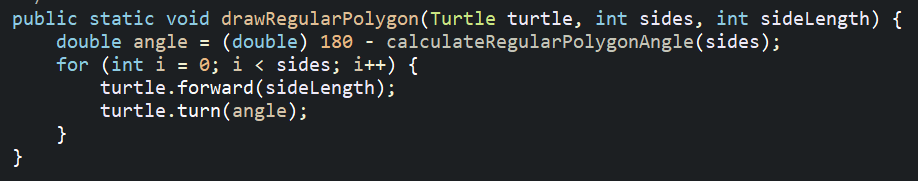 public static void drawRegularPolygon(Turtle turtle, int sides, int sideLength) {
    double angle = (double) 180 - calculateRegularPolygonAngle(sides);
    for (int i = 0; i < sides; i++) {
        turtle.forward(sideLength);
        turtle.turn(angle);
    }
}